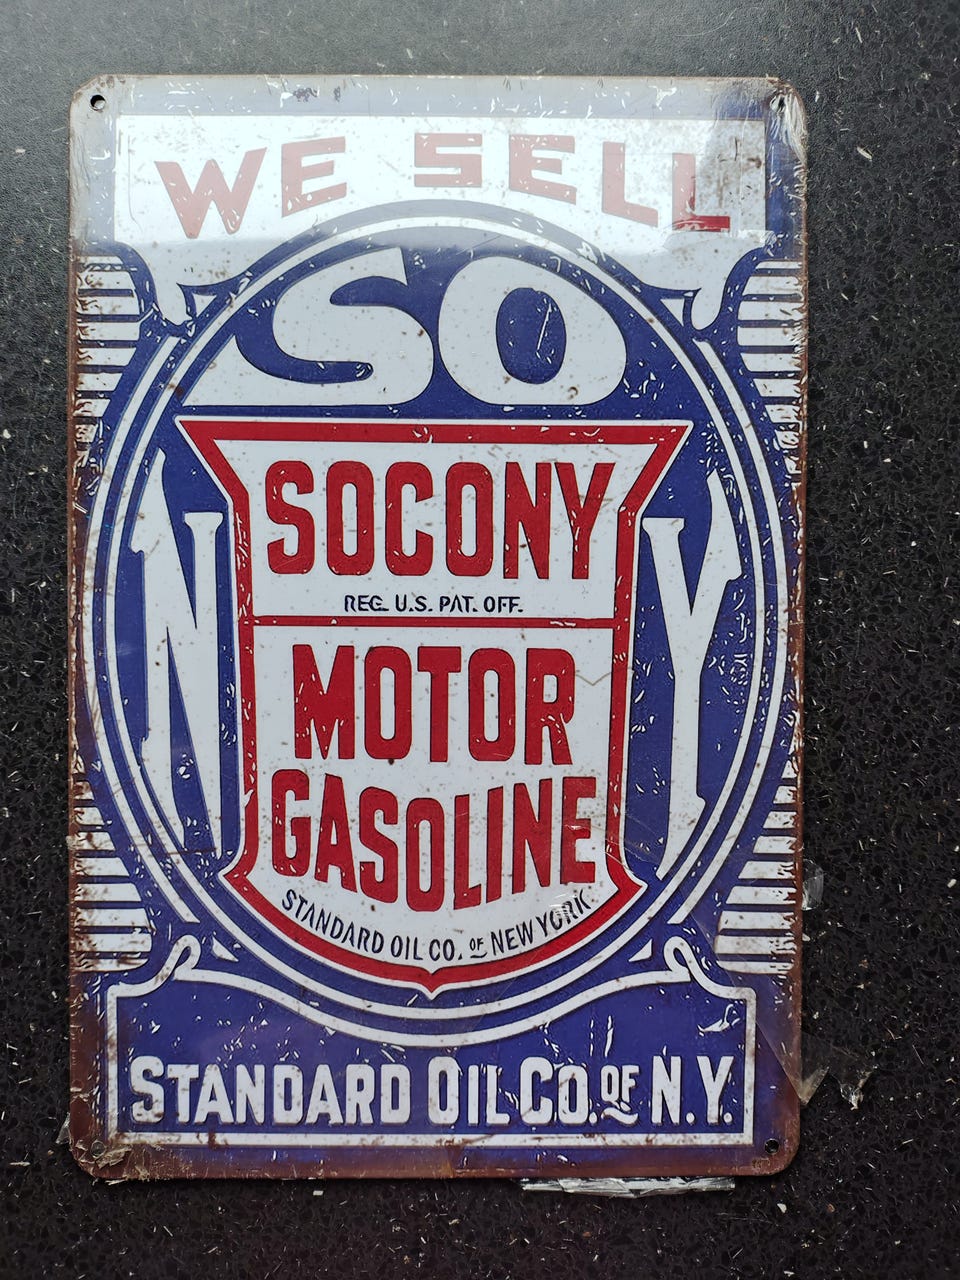 WE SELL
SO
NY
SOCONY
REG. U.S. PAT. OFF.
MOTOR
GASOLINE
STANDARD OIL CO. OF NEW YORK
STANDARD OIL CO. OF N.Y.